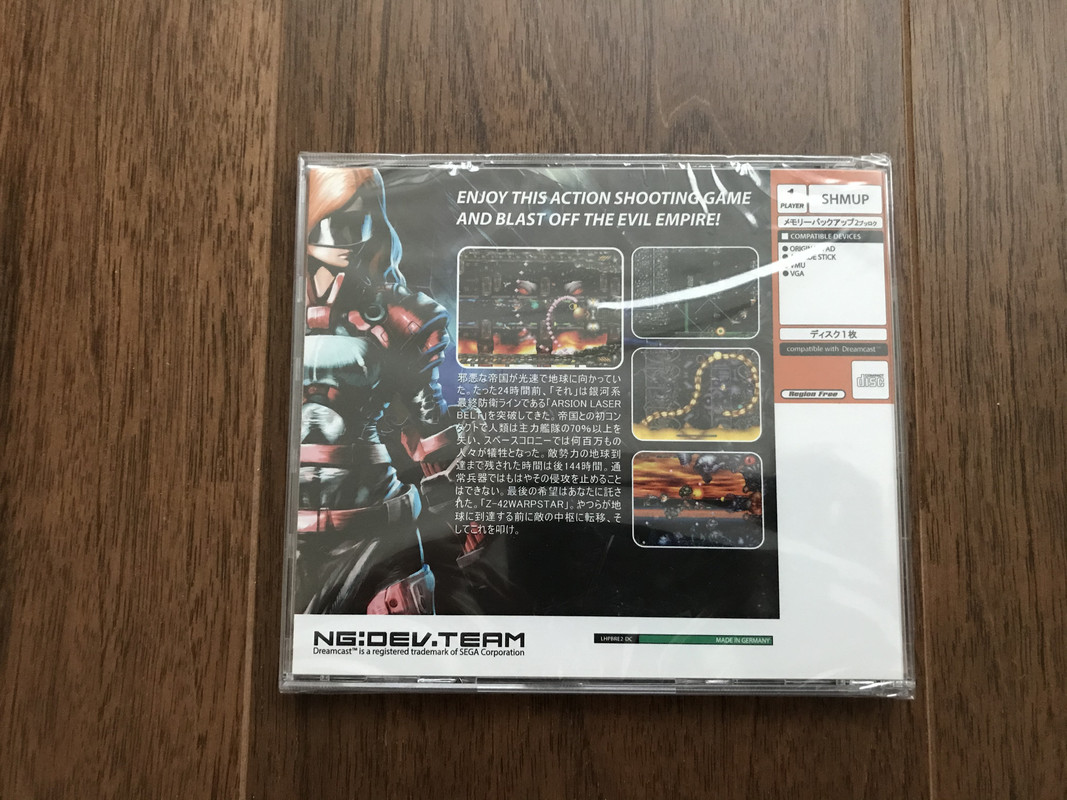 ENJOY THIS ACTION SHOOTING GAME
AND BLAST OFF THE EVIL EMPIRE!
邪悪な帝国が光速で地球に向かってい
た。たった24時間前、「それ」は銀河系
最終防衛ラインである「ARSION LASER
BELT」を突破してきた。帝国との初コン
タクトで人類は主力艦隊の70%以上を
失い、スペースコロニーでは何百万もの
人々が犠牲となった。敵勢力の地球到
達まで残された時間は後144時間。通
常兵器ではもはやその侵攻を止めること
はできない。最後の希望はあなたに託さ
れた。「Z-42WARPSTAR」。やつらが地
球に到達する前に敵の中枢に転移、そ
してこれを叩け。
1
PLAYER
SHMUP
メモリーバックアップ2ブロック
COMPATIBLE DEVICES
PAD
STICK
VMU
VGA
ディスク1枚
compatible with Dreamcast™
disc
Region Free
NG:DEV.TEAM
Dreamcast™ is a registered trademark of SEGA Corporation
LHFBRE2-DC
MADE IN GERMANY